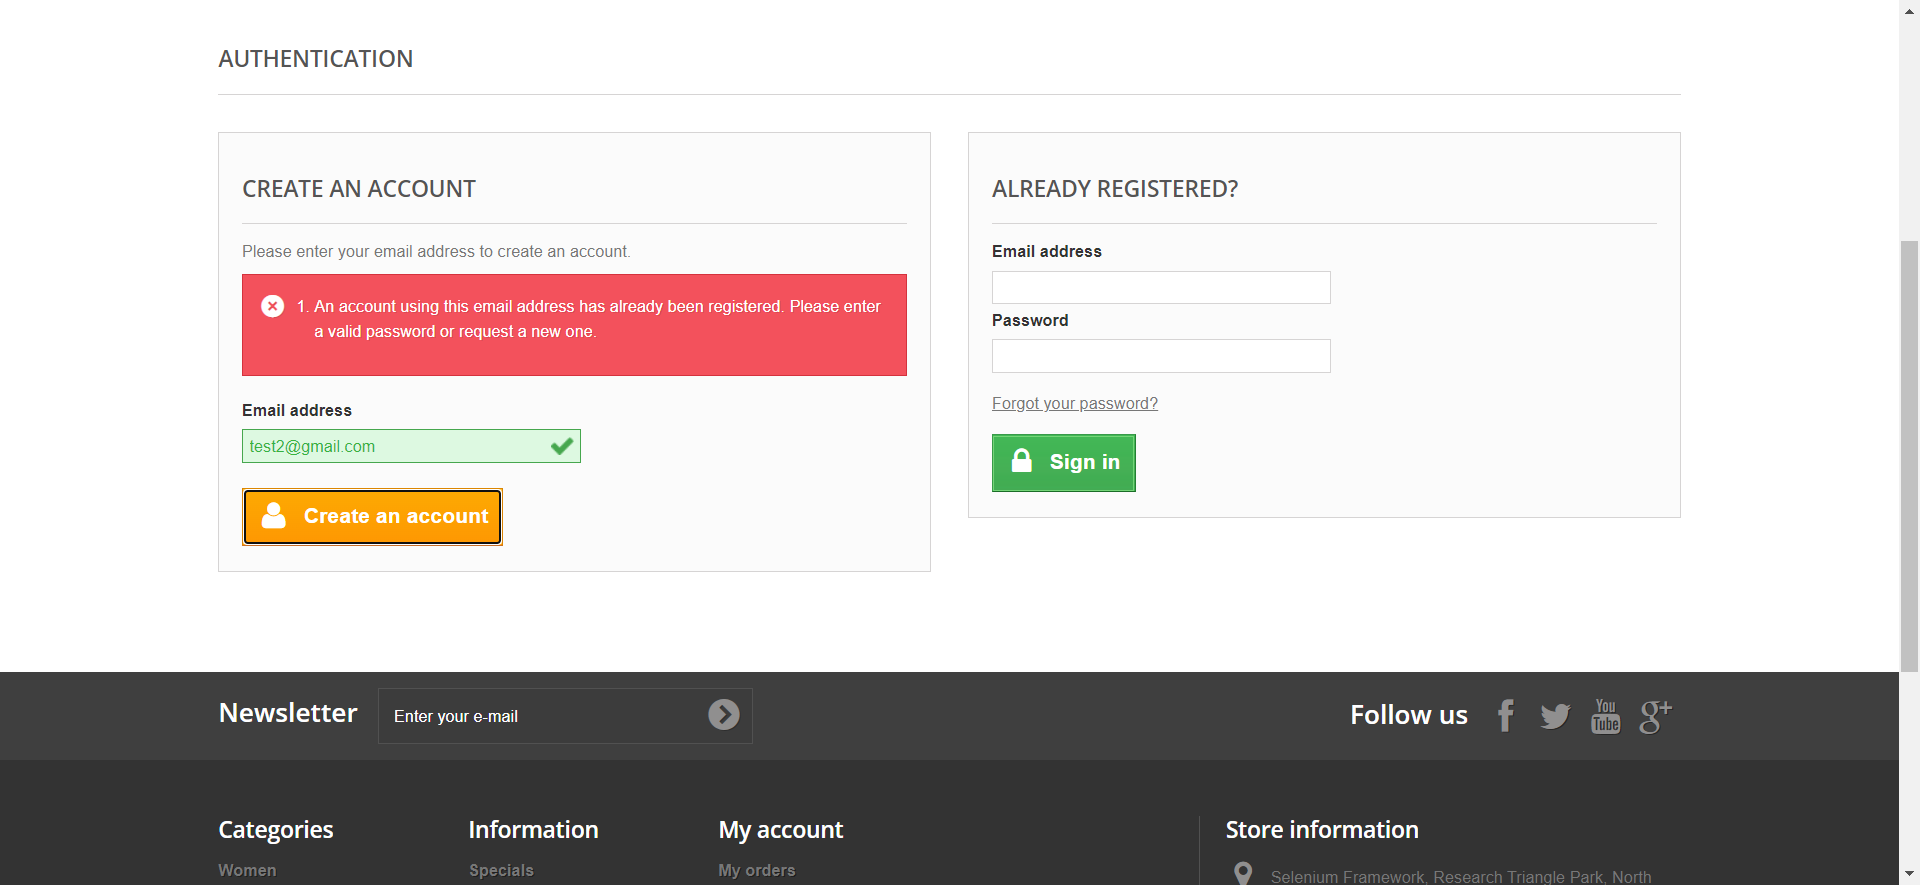 AUTHENTICATION
CREATE AN ACCOUNT
Please enter your email address to create an account.
1. An account using this email address has already been registered. Please enter
a valid password or request a new one.
Email address
test2@gmail.com
Create an account
ALREADY REGISTERED?
Email address
Password
Forgot your password?
Sign in
Newsletter
Enter your e-mail
Follow us
You
Tube
g+
Categories
Women
Information
Specials
My account
My orders
Store information
Selenium Framework, Research Triangle Park, North